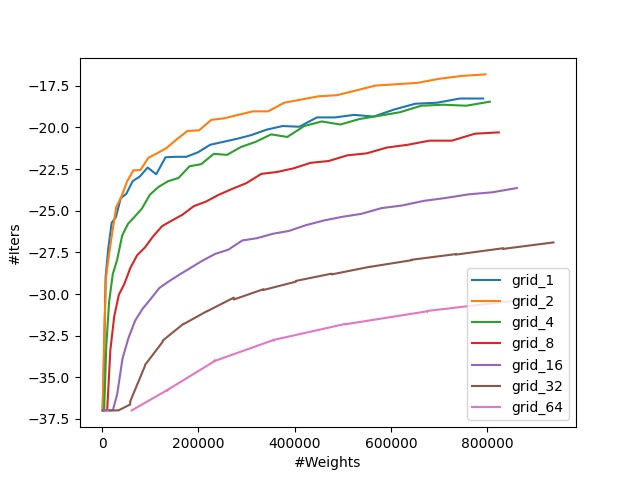 −17.5
−20.0
−22.5
−25.0
−27.5
−30.0
−32.5
−35.0
−37.5
#Iters
0 200000 400000 600000 800000
#Weights
grid_1
grid_2
grid_4
grid_8
grid_16
grid_32
grid_64